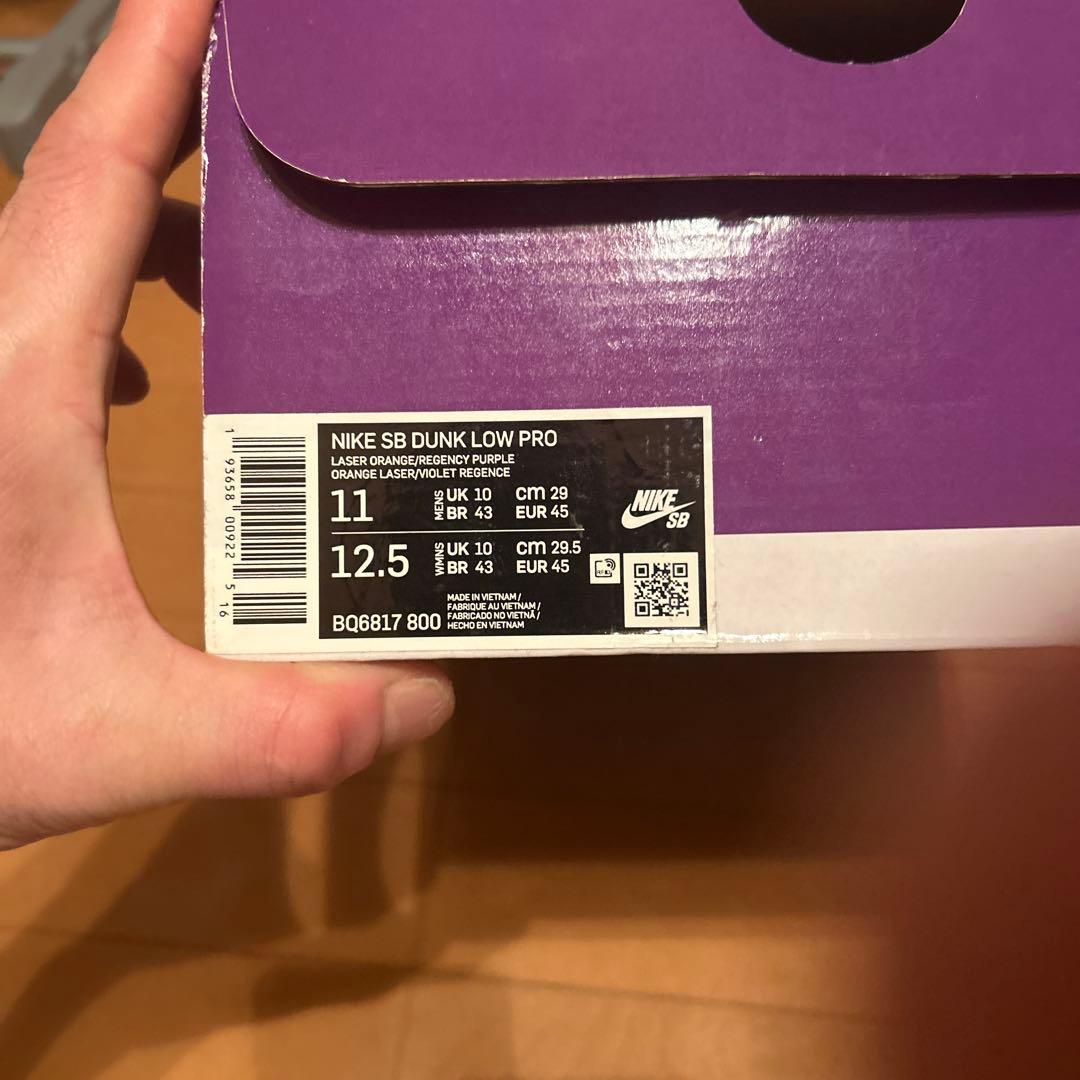 NIKE SB DUNK LOW PRO
LASER ORANGE/REGENCY PURPLE
ORANGE LASER/VIOLET REGENCE
11 MENS UK 10 cm 29
BR 43 EUR 45
12.5 WMNS UK 10 cm 29.5
BR 43 EUR 45
BQ6817 800
MADE IN VIETNAM /
FABRIQUE AU VIETNAM /
FABRICADO NO VIETNÃ /
HECHO EN VIETNAM
NIKE
SB
1 93658 00922 5 16